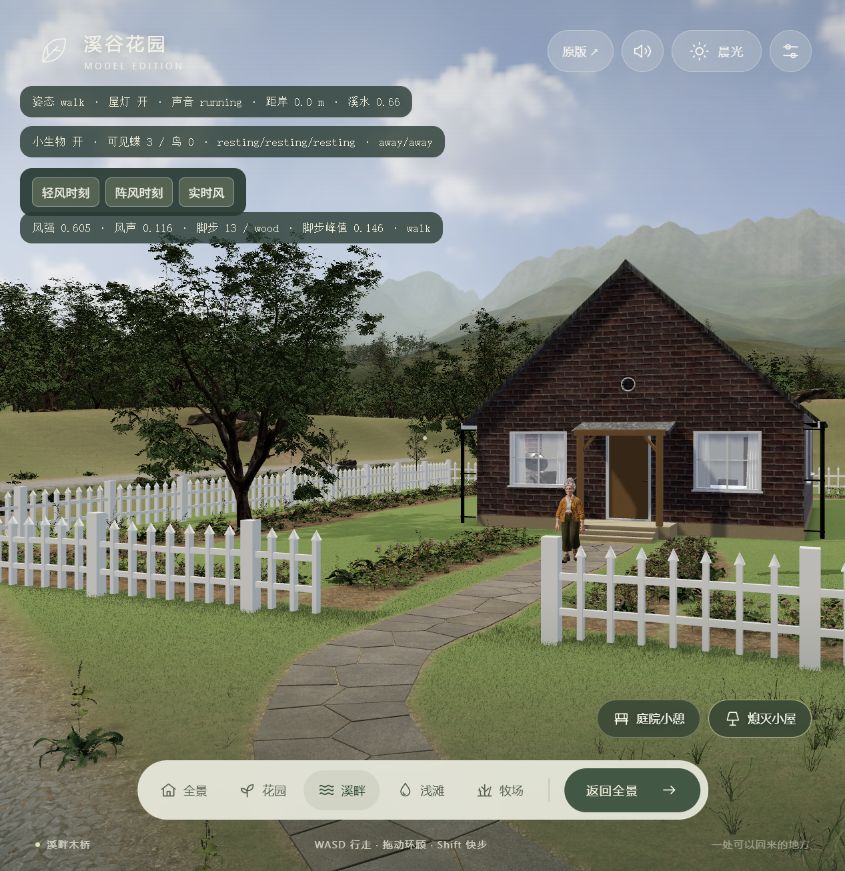 溪谷花园
MODEL EDITION
原版 ↗
晨光
姿态 walk · 屋灯 开 · 声音 running · 距岸 0.0 m · 溪水 0.66
小生物 开 · 可见蝶 3 / 鸟 0 · resting/resting/resting · away/away
轻风时刻 阵风时刻 实时风
风强 0.605 · 风声 0.116 · 脚步 13 / wood · 脚步峰值 0.146 · walk
庭院小憩 熄灭小屋
全景 花园 溪畔 浅滩 牧场 返回全景 →
溪畔木桥
WASD 行走 · 拖动环顾 · Shift 快步
一处可以回来的地方